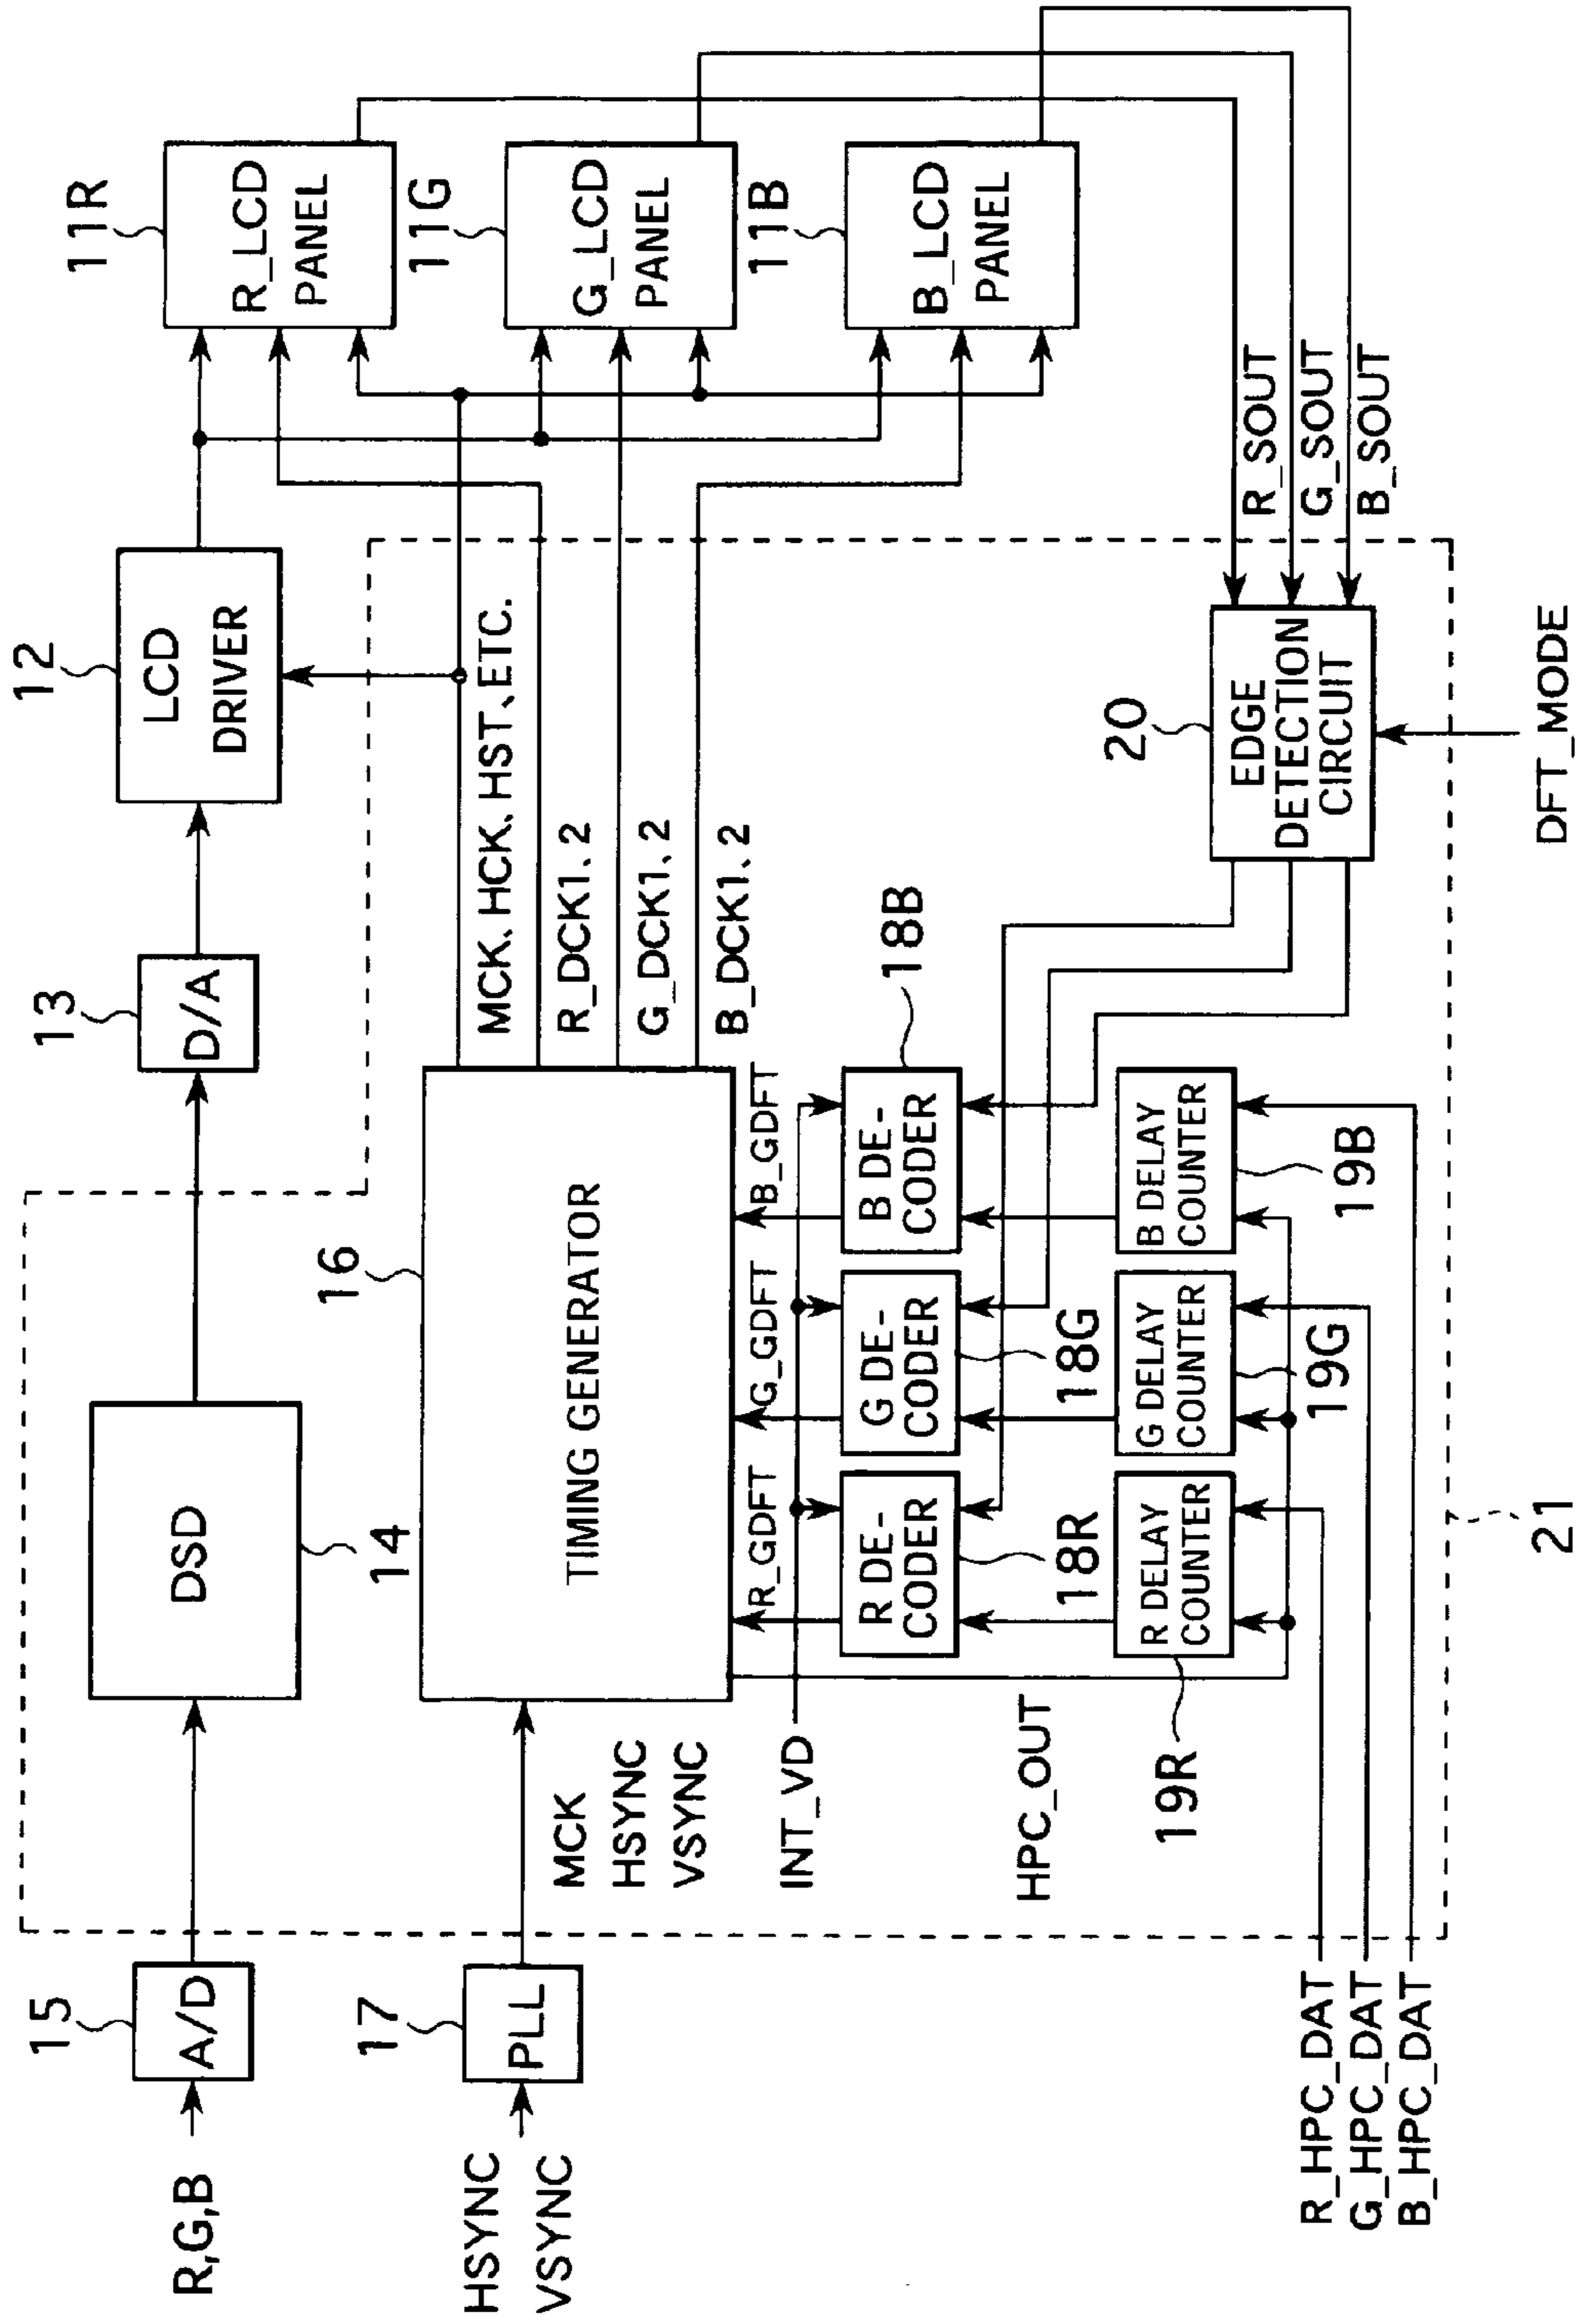 R,G,B
15
A/D
DSD
14
13
D/A
12
LCD
DRIVER
11R
R_LCD
PANEL
11G
G_LCD
PANEL
11B
B_LCD
PANEL
HSYNC
VSYNC
17
PLL
MCK
HSYNC
VSYNC
16
TIMING GENERATOR
MCK、HCK、HST、ETC.
R_DCK1、2
G_DCK1、2
B_DCK1、2
INT_VD
R_GDFT
G_GDFT
B_GDFT
R DE-
CODER
18R
G DE-
CODER
18G
B DE-
CODER
18B
HPC_OUT
R DELAY
COUNTER
19R
G DELAY
COUNTER
19G
B DELAY
COUNTER
19B
20
EDGE
DETECTION
CIRCUIT
R_SOUT
G_SOUT
B_SOUT
DFT_MODE
R_HPC_DAT
G_HPC_DAT
B_HPC_DAT
21